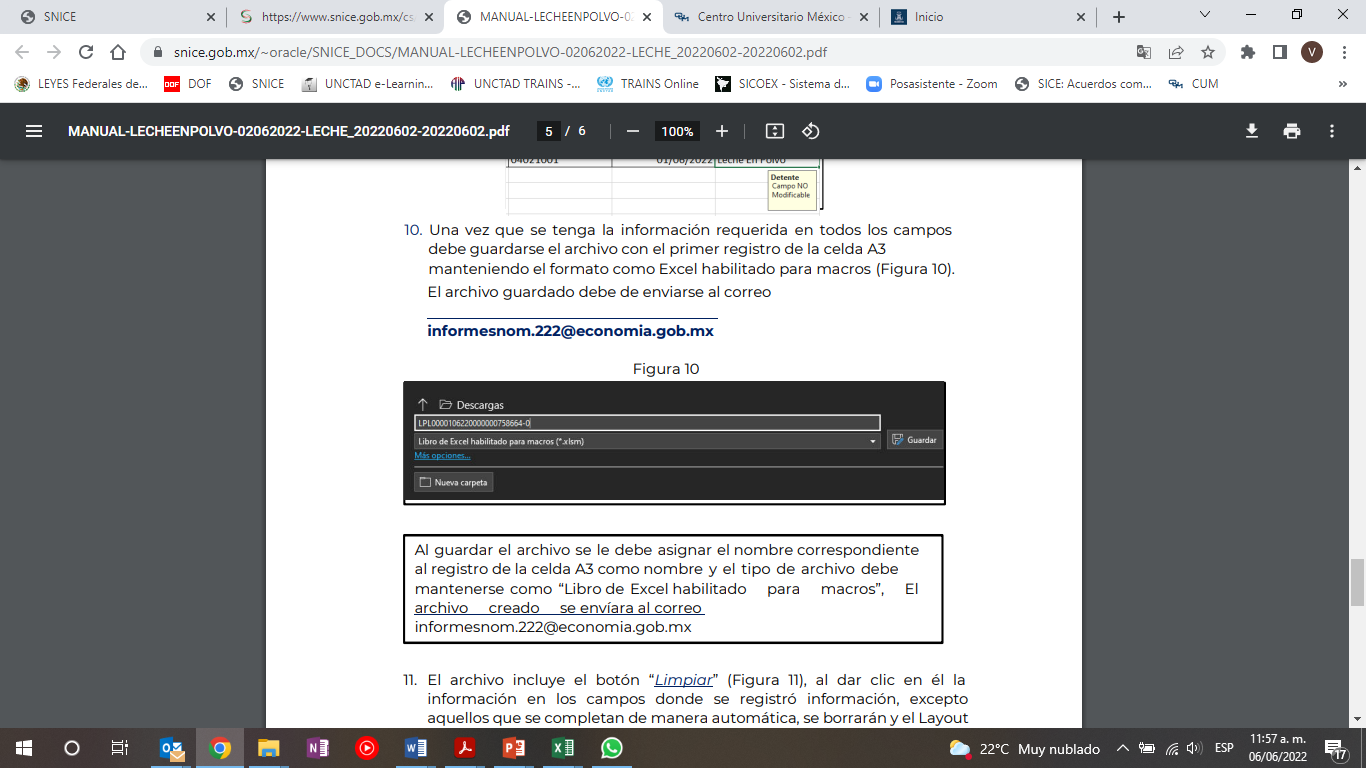 SNICE
https://www.snice.gob.mx/cs
MANUAL-LECHEENPOLVO-02
Centro Universitario México -
Inicio
snice.gob.mx/~oracle/SNICE_DOCS/MANUAL-LECHEENPOLVO-02062022-LECHE_20220602-20220602.pdf
V
LEYES Federales de...
DOF DOF
SNICE
UNCTAD e-Learnin...
UNCTAD TRAINS -...
TRAINS Online
SICOEX - Sistema d...
Posasistente - Zoom
SICE: Acuerdos com...
CUM
»
MANUAL-LECHEENPOLVO-02062022-LECHE_20220602-20220602.pdf
5 / 6
100%
04021001 01/06/2022 Leche En Polvo
Detente
Campo NO
Modificable
10. Una vez que se tenga la información requerida en todos los campos
debe guardarse el archivo con el primer registro de la celda A3
manteniendo el formato como Excel habilitado para macros (Figura 10).
El archivo guardado debe de enviarse al correo
informesnom.222@economia.gob.mx
Figura 10
Descargas
LPL0000106220000000758664-0
Libro de Excel habilitado para macros (*.xlsm)
Guardar
Más opciones...
Nueva carpeta
Al guardar el archivo se le debe asignar el nombre correspondiente
al registro de la celda A3 como nombre y el tipo de archivo debe
mantenerse como “Libro de Excel habilitado para macros”, El
archivo creado se envíara al correo
informesnom.222@economia.gob.mx
11. El archivo incluye el botón “Limpiar” (Figura 11), al dar clic en él la
información en los campos donde se registró información, excepto
aquellos que se completan de manera automática, se borrarán y el Layout
22°C Muy nublado
ESP
11:57 a. m.
06/06/2022
17